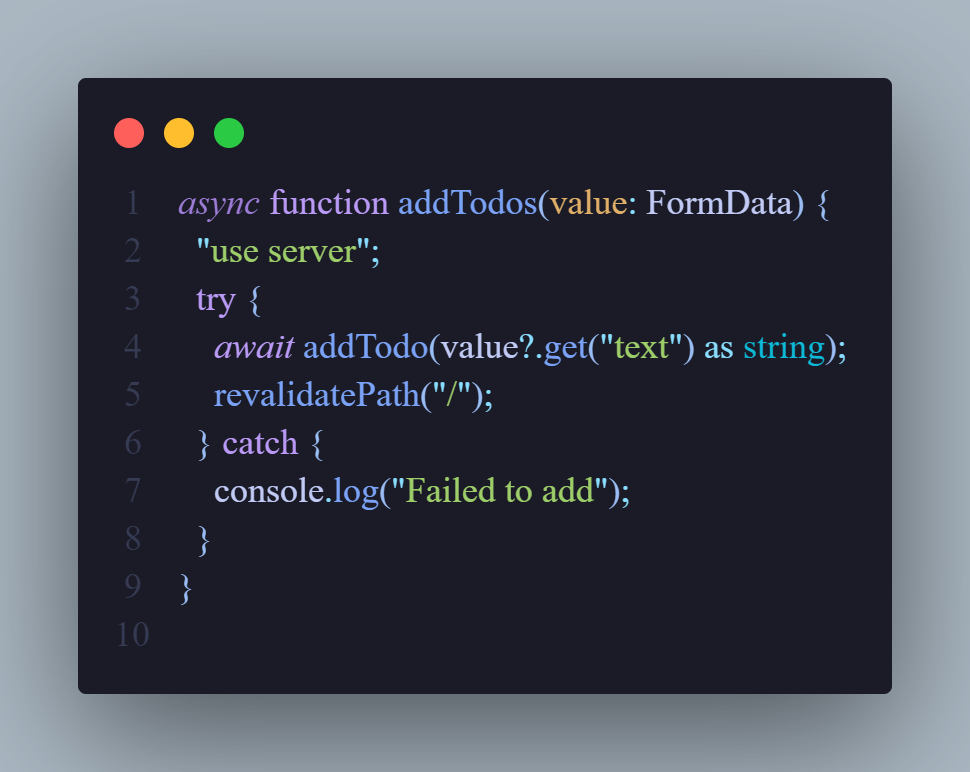 1 async function addTodos(value: FormData) {
2 "use server";
3 try {
4 await addTodo(value?.get("text") as string);
5 revalidatePath("/");
6 } catch {
7 console.log("Failed to add");
8 }
9 }
10